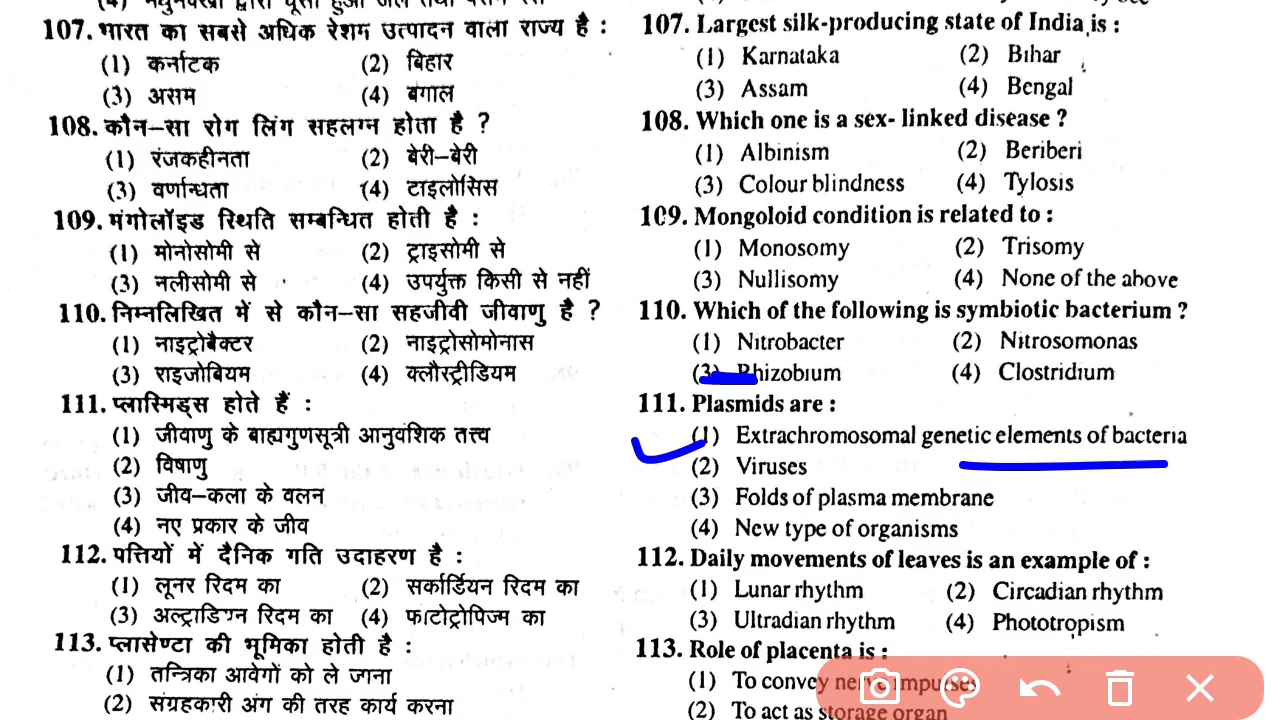 107. भारत का सबसे अधिक रेशम उत्पादन वाला राज्य है :
(1) कर्नाटक (2) बिहार
(3) असम (4) बंगाल
108. कौन-सा रोग लिंग सहलग्न होता है ?
(1) रंजकहीनता (2) बेरी-बेरी
(3) वर्णान्धता (4) टाइलोसिस
109. मंगोलॉइड स्थिति सम्बन्धित होती है :
(1) मोनोसोमी से (2) ट्राइसोमी से
(3) नलीसोमी से (4) उपर्युक्त किसी से नहीं
110. निम्नलिखित में से कौन-सा सहजीवी जीवाणु है ?
(1) नाइट्रोबैक्टर (2) नाइट्रोसोमोनास
(3) राइजोबियम (4) क्लौस्ट्रीडियम
111. प्लास्मिड्स होते हैं :
(1) जीवाणु के बाह्यगुणसूत्री आनुवंशिक तत्त्व
(2) विषाणु
(3) जीव-कला के वलन
(4) नए प्रकार के जीव
112. पत्तियों में दैनिक गति उदाहरण है :
(1) लूनर रिदम का (2) सर्कार्डियन रिदम का
(3) अल्ट्राडियन रिदम का (4) फोटोट्रोपिज्म का
113. प्लासेण्टा की भूमिका होती है :
(1) तन्त्रिका आवेगों को ले जाना
(2) संग्रहकारी अंग की तरह कार्य करना
107. Largest silk-producing state of India is :
(1) Karnataka (2) Bihar
(3) Assam (4) Bengal
108. Which one is a sex- linked disease ?
(1) Albinism (2) Beriberi
(3) Colour blindness (4) Tylosis
109. Mongoloid condition is related to :
(1) Monosomy (2) Trisomy
(3) Nullisomy (4) None of the above
110. Which of the following is symbiotic bacterium ?
(1) Nitrobacter (2) Nitrosomonas
(3) Rhizobium (4) Clostridium
111. Plasmids are :
(1) Extrachromosomal genetic elements of bacteria
(2) Viruses
(3) Folds of plasma membrane
(4) New type of organisms
112. Daily movements of leaves is an example of :
(1) Lunar rhythm (2) Circadian rhythm
(3) Ultradian rhythm (4) Phototropism
113. Role of placenta is :
(1) To convey nerve impulses
(2) To act as storage organ